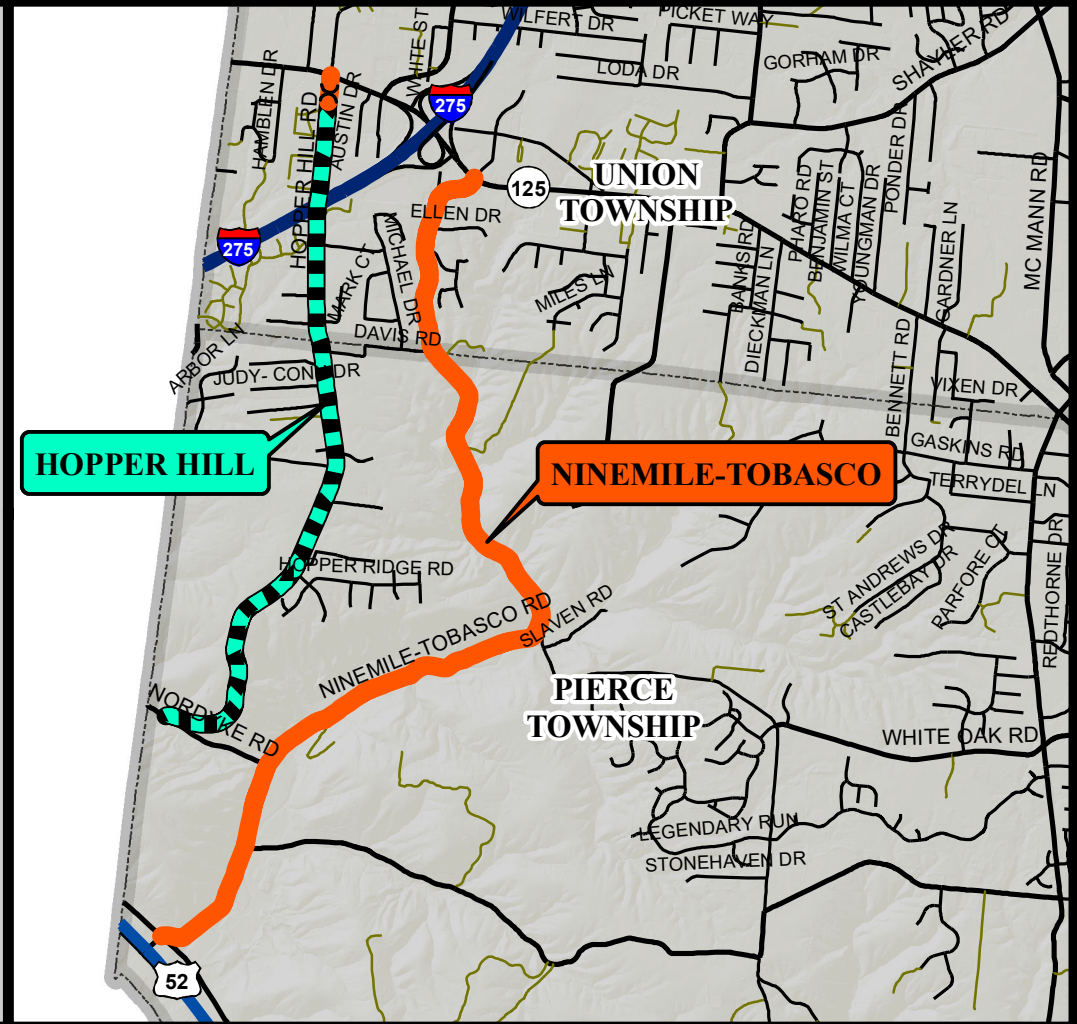 WILFERT DR
PICKET WAY
WHITE ST
LODA DR
GORHAM DR
SHAYLER RD
HAMBLEN DR
HOPPER HILL RD
AUSTIN DR
275
125
UNION
TOWNSHIP
ELLEN DR
275
MICHAEL DR
MARK CT
MILES LN
BANKS RD
DIECKMAN LN
PHARO RD
BENJAMIN ST
WILMA CT
YOUNGMAN DR
PONDER DR
GARDNER LN
MC MANN RD
DAVIS RD
ARBOR LN
JUDY-
DR
BENNETT RD
VIXEN DR
GASKINS RD
TERRYDEL LN
HOPPER HILL
NINEMILE-TOBASCO
HOPPER RIDGE RD
NINEMILE-TOBASCO RD
SLAVEN RD
ST ANDREWS DR
CASTLEBAY DR
PARFORE CT
REDTHORNE DR
NORDYKE RD
PIERCE
TOWNSHIP
WHITE OAK RD
LEGENDARY RUN
STONEHAVEN DR
52